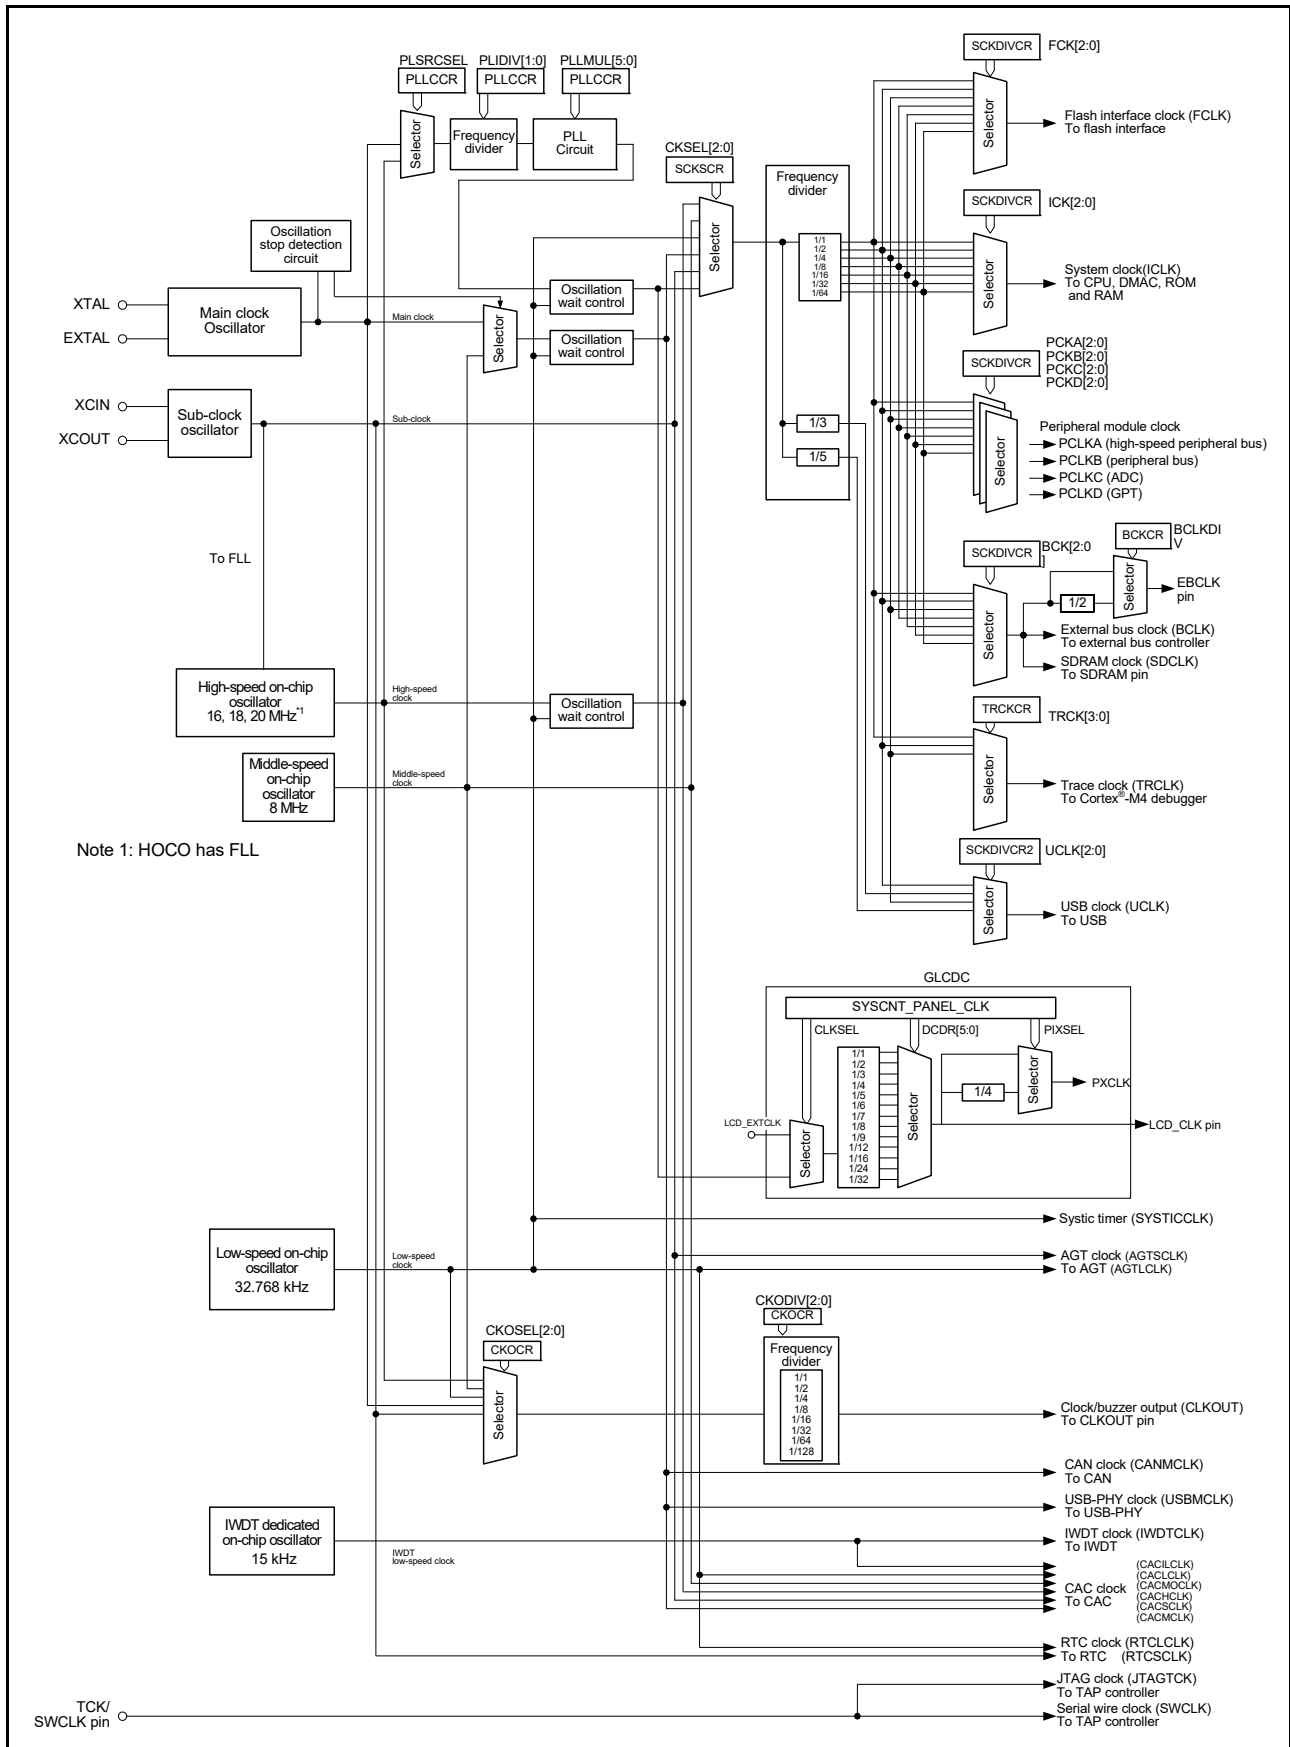 PLSRCSEL
PLLCCR
PLIDIV[1:0]
PLLCCR
PLLMUL[5:0]
PLLCCR
Selector
Frequency
divider
PLL
Circuit
CKSEL[2:0]
SCKSCR
Selector
Frequency
divider
1/1
1/2
1/4
1/8
1/16
1/32
1/64
1/3
1/5
SCKDIVCR
FCK[2:0]
Selector
Flash interface clock (FCLK)
To flash interface
SCKDIVCR
ICK[2:0]
Selector
System clock(ICLK)
To CPU, DMAC, ROM
and RAM
Oscillation
stop detection
circuit
XTAL
EXTAL
Main clock
Oscillator
Main clock
Selector
Oscillation
wait control
Oscillation
wait control
XCIN
XCOUT
Sub-clock
oscillator
Sub-clock
To FLL
SCKDIVCR
PCKA[2:0]
PCKB[2:0]
PCKC[2:0]
PCKD[2:0]
Selector
Peripheral module clock
PCLKA (high-speed peripheral bus)
PCLKB (peripheral bus)
PCLKC (ADC)
PCLKD (GPT)
SCKDIVCR
BCK[2:0
]
Selector
BCKCR
BCLKDI
V
1/2
Selector
EBCLK
pin
External bus clock (BCLK)
To external bus controller
SDRAM clock (SDCLK)
To SDRAM pin
High-speed on-chip
oscillator
16, 18, 20 MHz*1
High-speed
clock
Oscillation
wait control
Middle-speed
on-chip
oscillator
8 MHz
Middle-speed
clock
TRCKCR
TRCK[3:0]
Selector
Trace clock (TRCLK)
To Cortex®-M4 debugger
Note 1: HOCO has FLL
SCKDIVCR2
UCLK[2:0]
Selector
USB clock (UCLK)
To USB
GLCDC
SYSCNT_PANEL_CLK
CLKSEL
DCDR[5:0]
PIXSEL
LCD_EXTCLK
Selector
1/1
1/2
1/3
1/4
1/5
1/6
1/7
1/8
1/9
1/12
1/16
1/24
1/32
Selector
1/4
Selector
PXCLK
LCD_CLK pin
Systic timer (SYSTICCLK)
Low-speed on-chip
oscillator
32.768 kHz
Low-speed
clock
AGT clock (AGTSCLK)
To AGT (AGTLCLK)
CKOSEL[2:0]
CKOCR
Selector
CKODIV[2:0]
CKOCR
Frequency
divider
1/1
1/2
1/4
1/8
1/16
1/32
1/64
1/128
Clock/buzzer output (CLKOUT)
To CLKOUT pin
CAN clock (CANMCLK)
To CAN
USB-PHY clock (USBMCLK)
To USB-PHY
IWDT dedicated
on-chip oscillator
15 kHz
IWDT
low-speed clock
IWDT clock (IWDTCLK)
To IWDT
CAC clock
To CAC
(CACILCLK)
(CACLCLK)
(CACMOCLK)
(CACHCLK)
(CACSCLK)
(CACMCLK)
RTC clock (RTCLCLK)
To RTC (RTCSCLK)
TCK/
SWCLK pin
JTAG clock (JTAGTCK)
To TAP controller
Serial wire clock (SWCLK)
To TAP controller